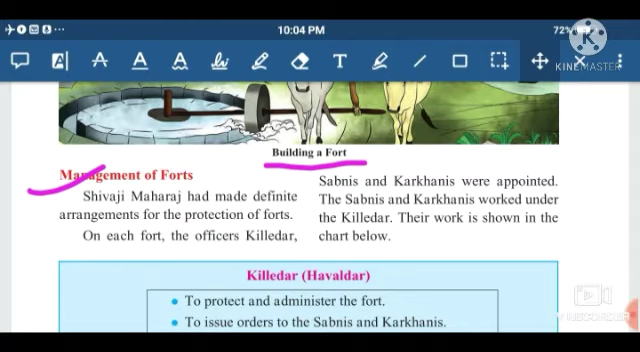 10:04 PM
72%
KINEMASTER
T
Building a Fort
Management of Forts
Shivaji Maharaj had made definite
arrangements for the protection of forts.
On each fort, the officers Killedar,
Sabnis and Karkhanis were appointed.
The Sabnis and Karkhanis worked under
the Killedar. Their work is shown in the
chart below.
Killedar (Havaldar)
• To protect and administer the fort.
• To issue orders to the Sabnis and Karkhanis.